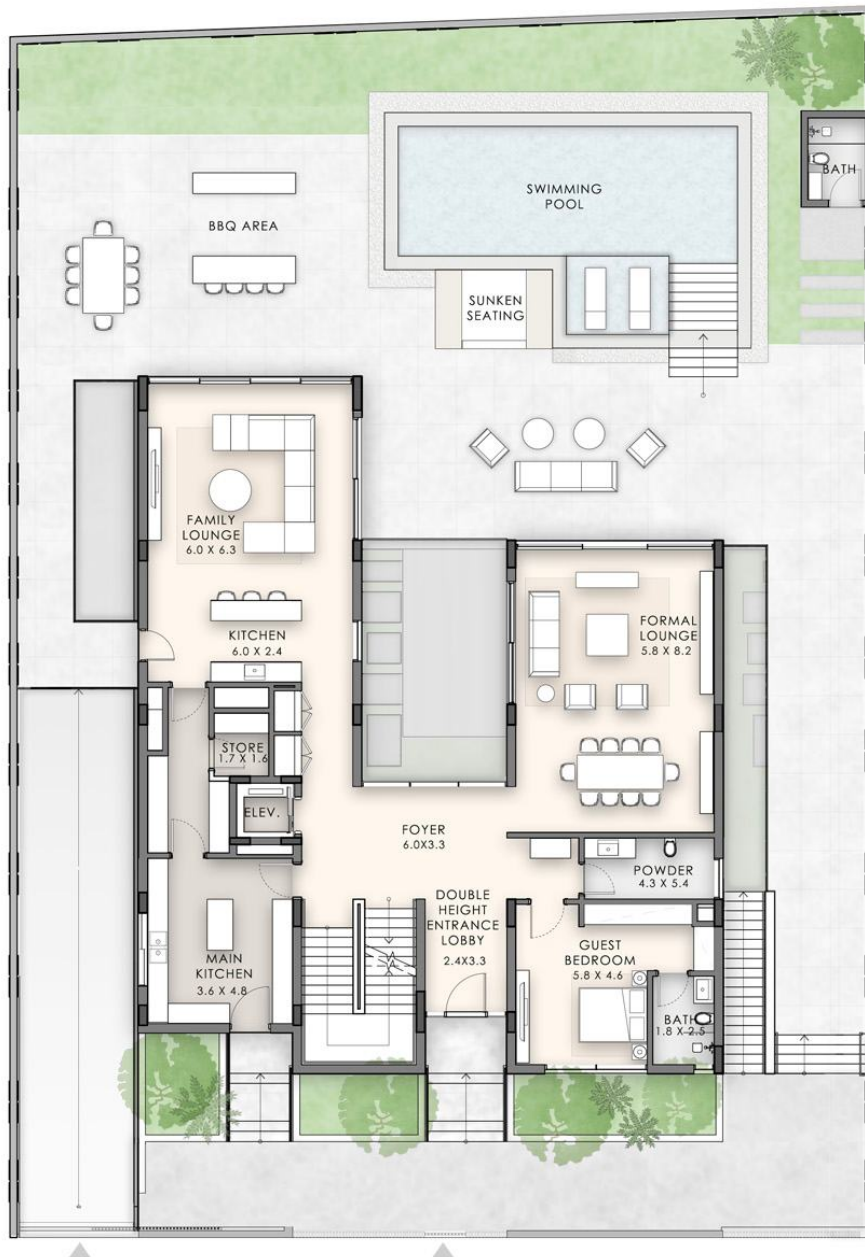 SWIMMING
POOL
BATH
BBQ AREA
SUNKEN
SEATING
FAMILY
LOUNGE
6.0 X 6.3
KITCHEN
6.0 X 2.4
FORMAL
LOUNGE
5.8 X 8.2
STORE
1.7 X 1.6
ELEV.
FOYER
6.0X3.3
POWDER
4.3 X 5.4
DOUBLE
HEIGHT
ENTRANCE
LOBBY
2.4X3.3
GUEST
BEDROOM
5.8 X 4.6
MAIN
KITCHEN
3.6 X 4.8
BATH
1.8 X 2.5